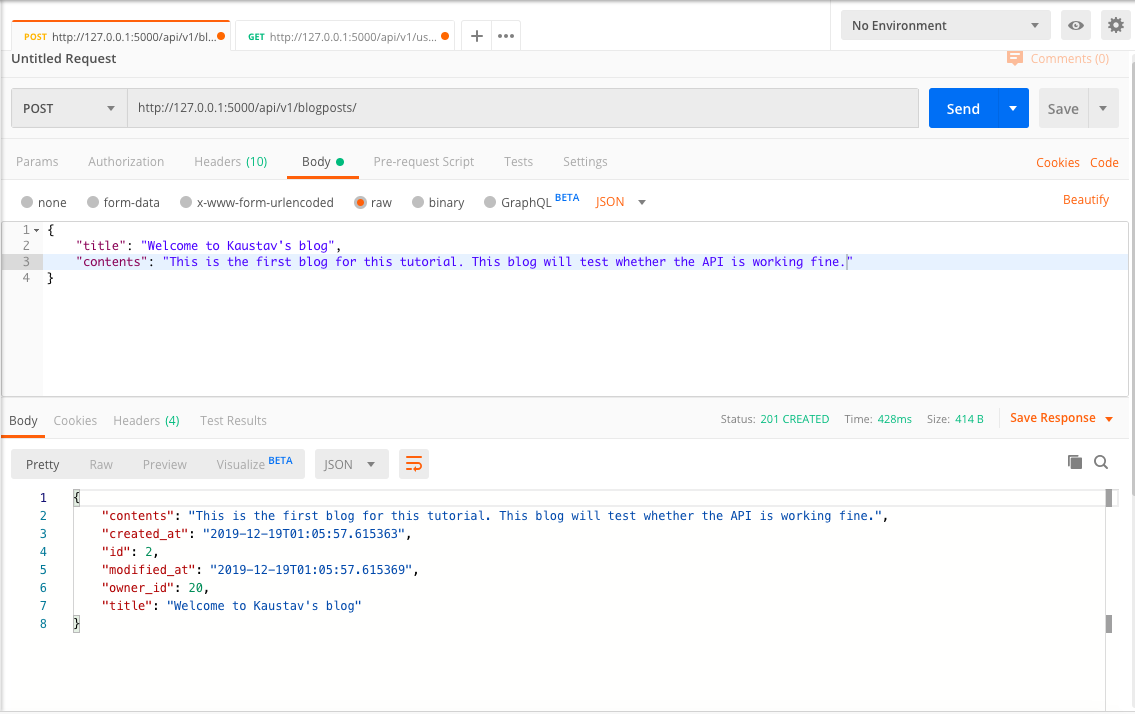 POST http://127.0.0.1:5000/api/v1/bl...
GET http://127.0.0.1:5000/api/v1/us...
No Environment
Untitled Request
Comments (0)
POST http://127.0.0.1:5000/api/v1/blogposts/ Send Save
Params Authorization Headers (10) Body Pre-request Script Tests Settings Cookies Code
none form-data x-www-form-urlencoded raw binary GraphQL BETA JSON Beautify
1 {
2 "title": "Welcome to Kaustav's blog",
3 "contents": "This is the first blog for this tutorial. This blog will test whether the API is working fine."
4 }
Body Cookies Headers (4) Test Results Status: 201 CREATED Time: 428ms Size: 414 B Save Response
Pretty Raw Preview Visualize BETA JSON
1 {
2 "contents": "This is the first blog for this tutorial. This blog will test whether the API is working fine.",
3 "created_at": "2019-12-19T01:05:57.615363",
4 "id": 2,
5 "modified_at": "2019-12-19T01:05:57.615369",
6 "owner_id": 20,
7 "title": "Welcome to Kaustav's blog"
8 }